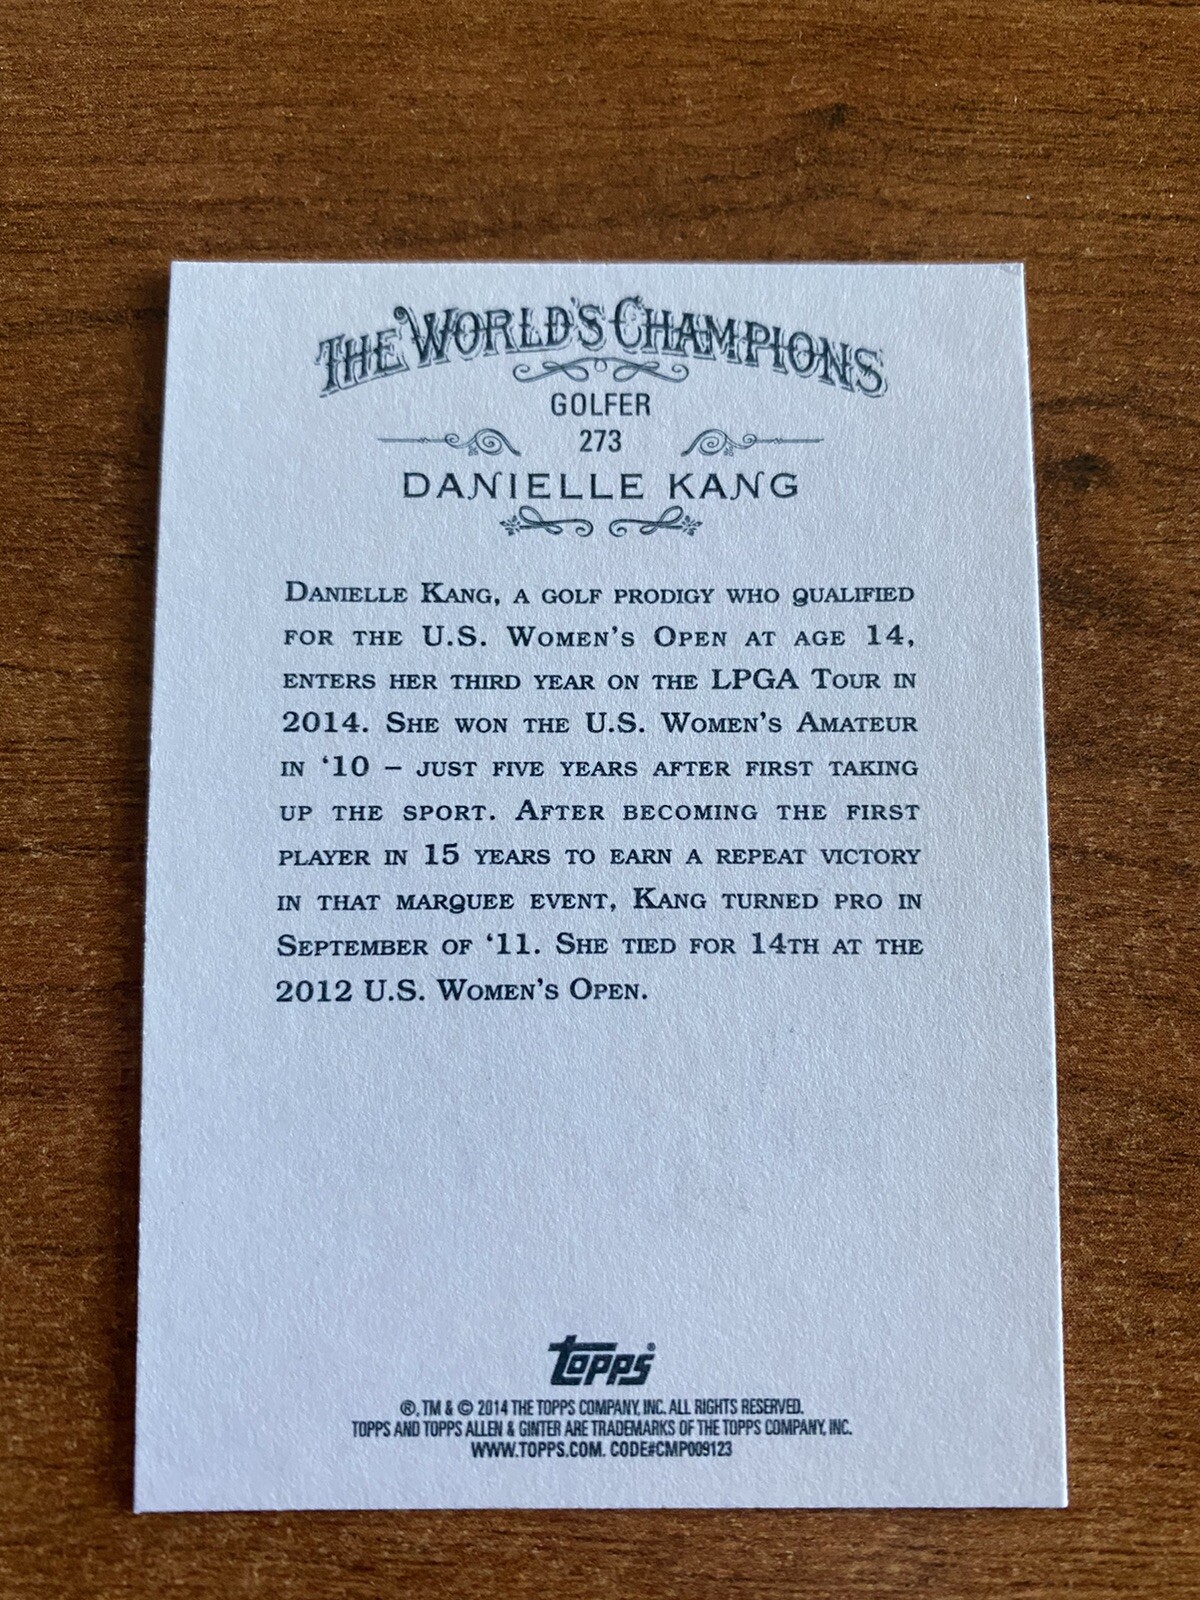 THE WORLD'S CHAMPIONS
GOLFER
273
DANIELLE KANG
DANIELLE KANG, A GOLF PRODIGY WHO QUALIFIED
FOR THE U.S. WOMEN'S OPEN AT AGE 14,
ENTERS HER THIRD YEAR ON THE LPGA TOUR IN
2014. SHE WON THE U.S. WOMEN'S AMATEUR
IN '10 – JUST FIVE YEARS AFTER FIRST TAKING
UP THE SPORT. AFTER BECOMING THE FIRST
PLAYER IN 15 YEARS TO EARN A REPEAT VICTORY
IN THAT MARQUEE EVENT, KANG TURNED PRO IN
SEPTEMBER OF '11. SHE TIED FOR 14TH AT THE
2012 U.S. WOMEN'S OPEN.
topps®
®, TM & © 2014 THE TOPPS COMPANY, INC. ALL RIGHTS RESERVED.
TOPPS AND TOPPS ALLEN & GINTER ARE TRADEMARKS OF THE TOPPS COMPANY, INC.
WWW.TOPPS.COM. CODE#CMP009123